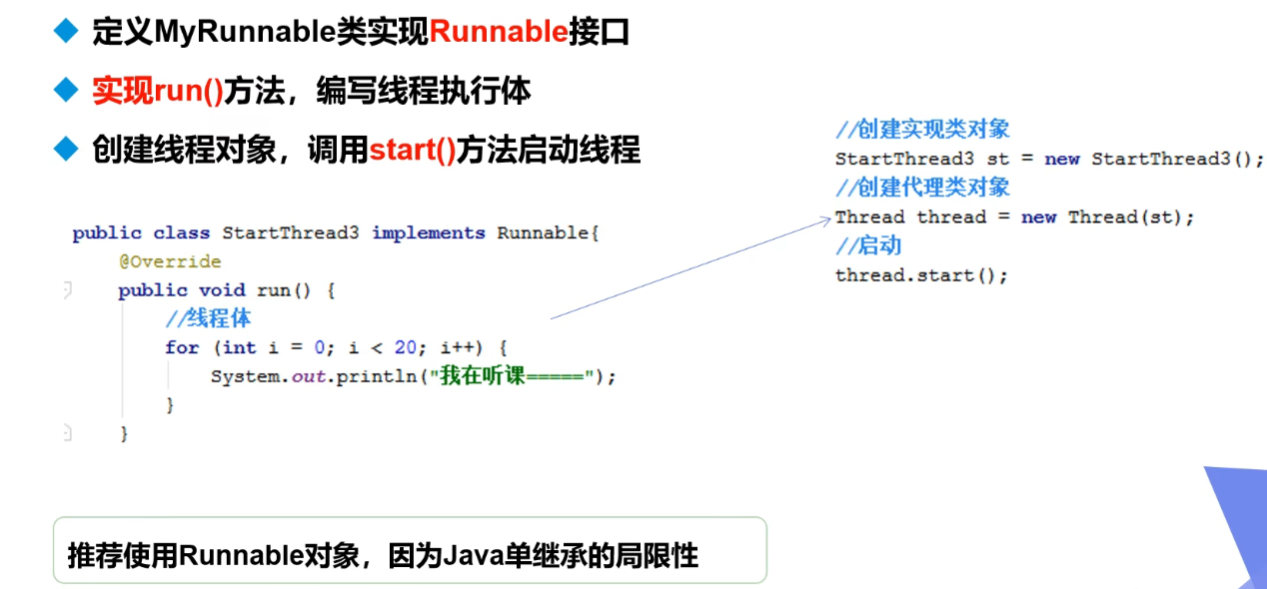 定义MyRunnable类实现Runnable接口
实现run()方法，编写线程执行体
创建线程对象，调用start()方法启动线程
public class StartThread3 implements Runnable{
@Override
public void run() {
//线程体
for (int i = 0; i < 20; i++) {
System.out.println("我在听课=====");
}
}
//创建实现类对象
StartThread3 st = new StartThread3();
//创建代理类对象
Thread thread = new Thread(st);
//启动
thread.start();
推荐使用Runnable对象，因为Java单继承的局限性